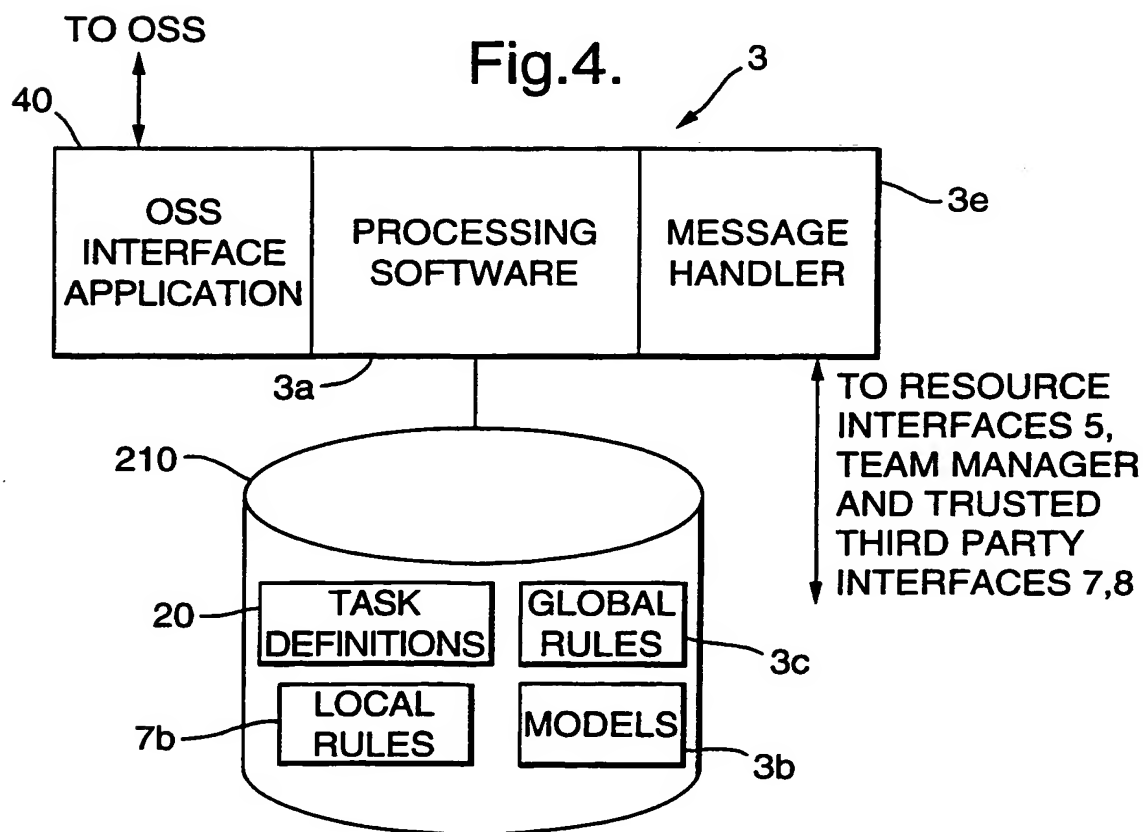 TO OSS
Fig.4.
3
40
OSS
INTERFACE
APPLICATION
PROCESSING
SOFTWARE
MESSAGE
HANDLER
3e
3a
TO RESOURCE
INTERFACES 5,
TEAM MANAGER
AND TRUSTED
THIRD PARTY
INTERFACES 7,8
210
20
TASK
DEFINITIONS
GLOBAL
RULES
3c
7b
LOCAL
RULES
MODELS
3b